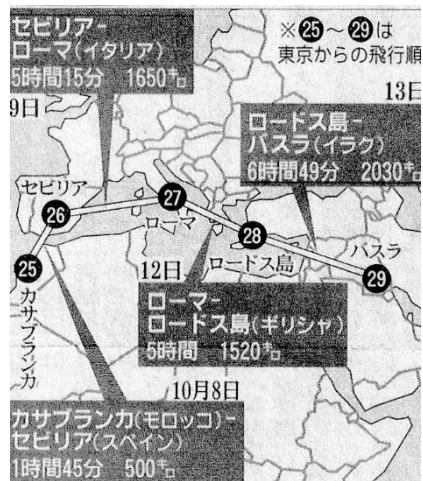 セビリアー
ローマ(イタリア)
5時間15分 1650㌔
9日
※㉕〜㉙は
東京からの飛行順
13日
ロードス島ー
バスラ(イラク)
6時間49分 2030㌔
セビリア
26
27
ローマ
28
ロードス島
バスラ
29
25
カサブランカ
12日
ローマー
ロードス島(ギリシャ)
5時間 1520㌔
10月8日
カサブランカ(モロッコ)ー
セビリア(スペイン)
1時間45分 500㌔